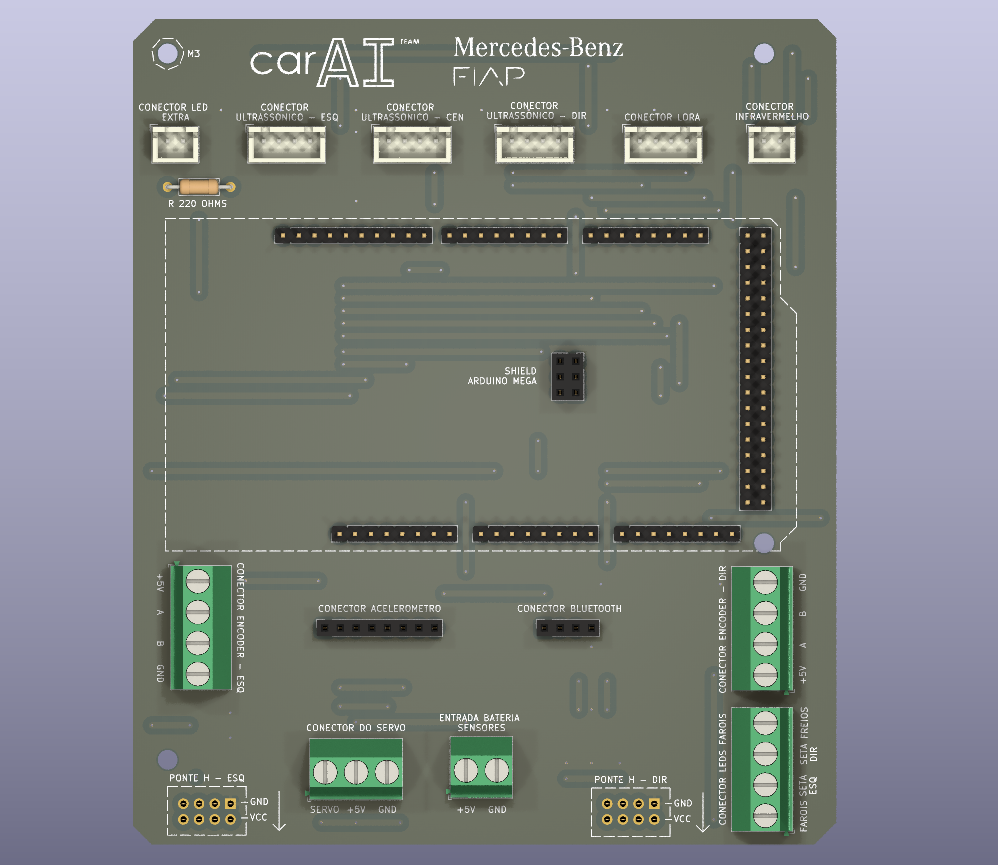 carAI TEAM
Mercedes-Benz
FIAP
M3
CONECTOR LED
EXTRA
CONECTOR
ULTRASSONICO - ESQ
CONECTOR
ULTRASSONICO - CEN
CONECTOR
ULTRASSONICO - DIR
CONECTOR LORA
CONECTOR
INFRAVERMELHO
R 220 OHMS
SHIELD
ARDUINO MEGA
+5V
A
B
GND
CONECTOR ENCODER - ESQ
CONECTOR ACELEROMETRO
CONECTOR BLUETOOTH
CONECTOR ENCODER - DIR
GND
B
A
+5V
CONECTOR DO SERVO
SERVO +5V GND
ENTRADA BATERIA
SENSORES
+5V GND
CONECTOR LEDS FAROIS
FAROIS SETA SETA FREIOS
ESQ DIR
PONTE H - ESQ
GND
VCC
PONTE H - DIR
GND
VCC